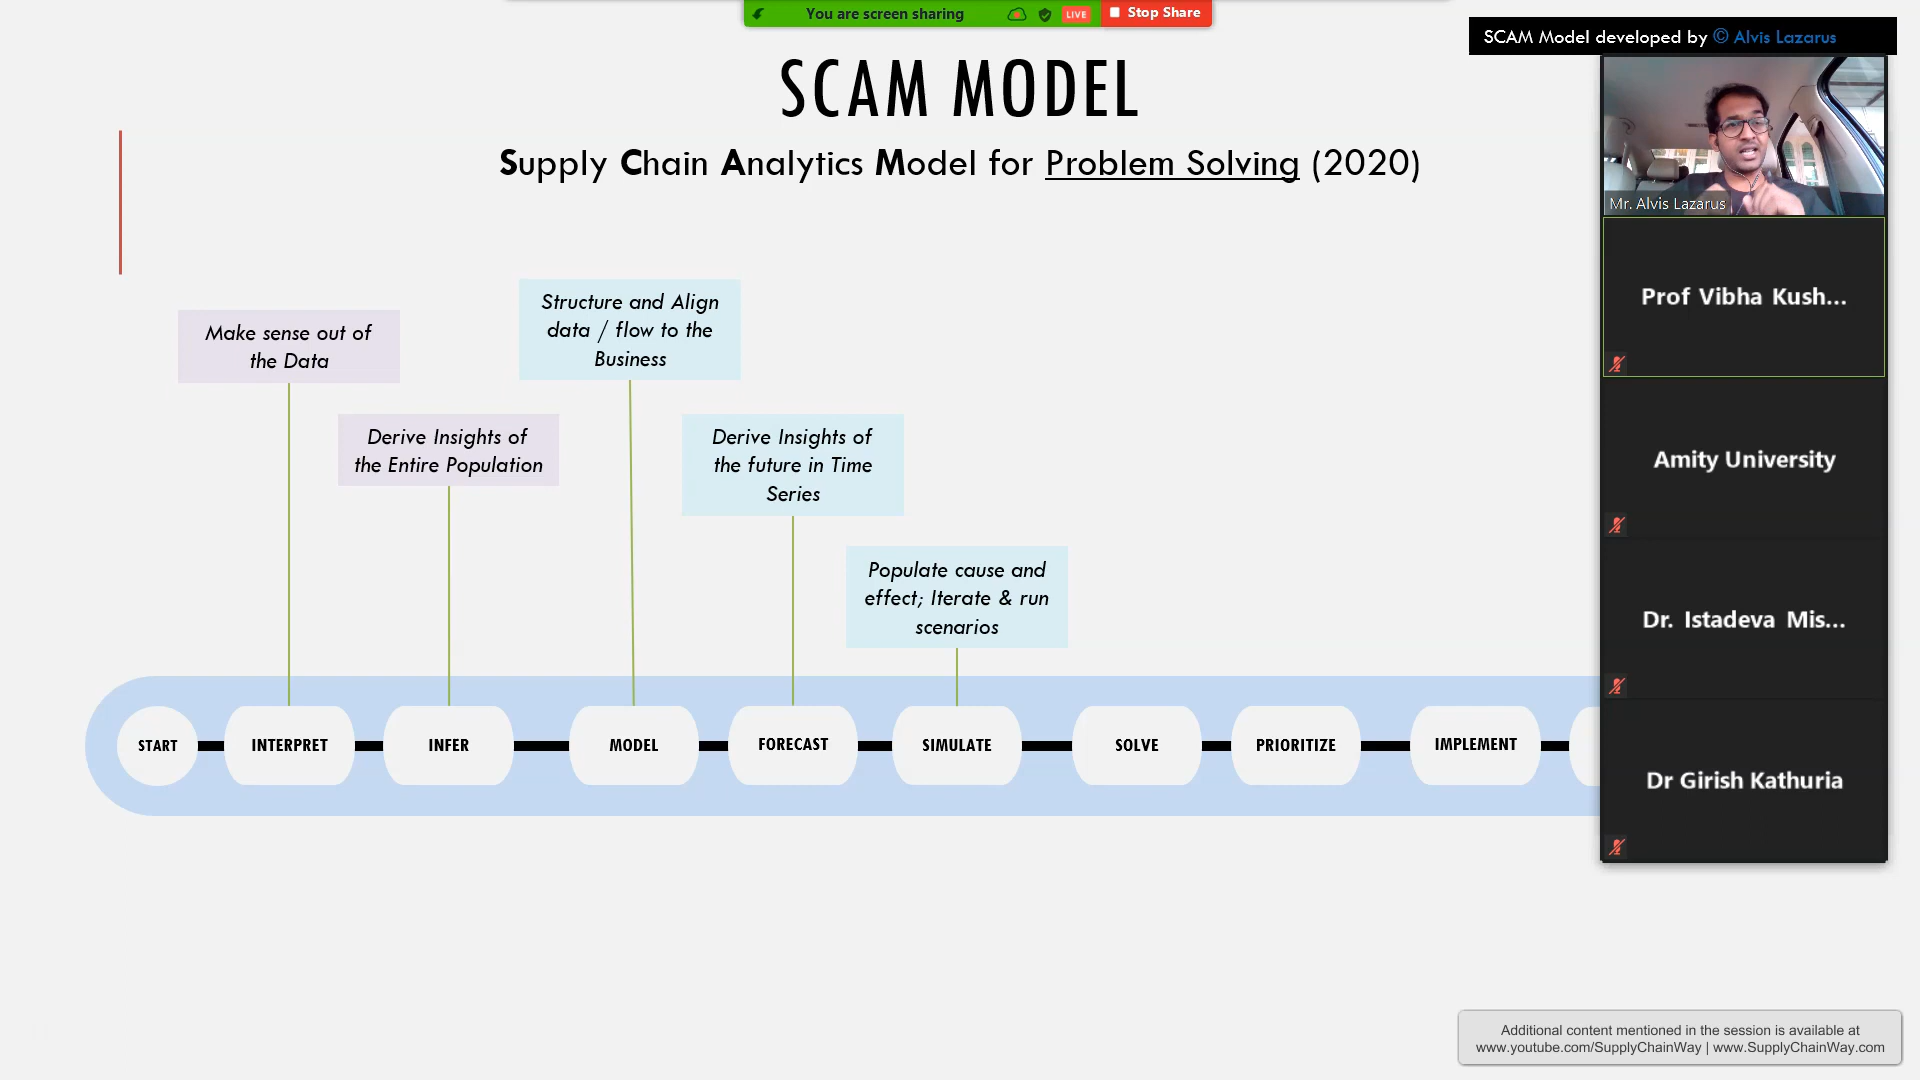 You are screen sharing
LIVE
Stop Share
SCAM Model developed by © Alvis Lazarus
SCAM MODEL
Supply Chain Analytics Model for Problem Solving (2020)
Mr. Alvis Lazarus
Prof Vibha Kush...
Amity University
Dr. Istadeva Mis...
Dr Girish Kathuria
Make sense out of
the Data
Derive Insights of
the Entire Population
Structure and Align
data / flow to the
Business
Derive Insights of
the future in Time
Series
Populate cause and
effect; Iterate & run
scenarios
START
INTERPRET
INFER
MODEL
FORECAST
SIMULATE
SOLVE
PRIORITIZE
IMPLEMENT
Additional content mentioned in the session is available at
www.youtube.com/SupplyChainWay | www.SupplyChainWay.com